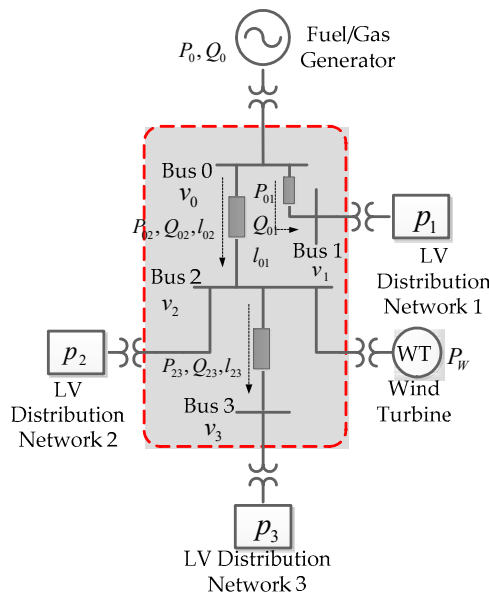 Fuel/Gas
Generator
P0, Q0
Bus 0
v0
P01
Q01
l01
P02, Q02, l02
Bus 1
v1
p1
LV
Distribution
Network 1
Bus 2
v2
p2
LV
Distribution
Network 2
WT
PW
Wind
Turbine
P23, Q23, l23
Bus 3
v3
p3
LV Distribution
Network 3